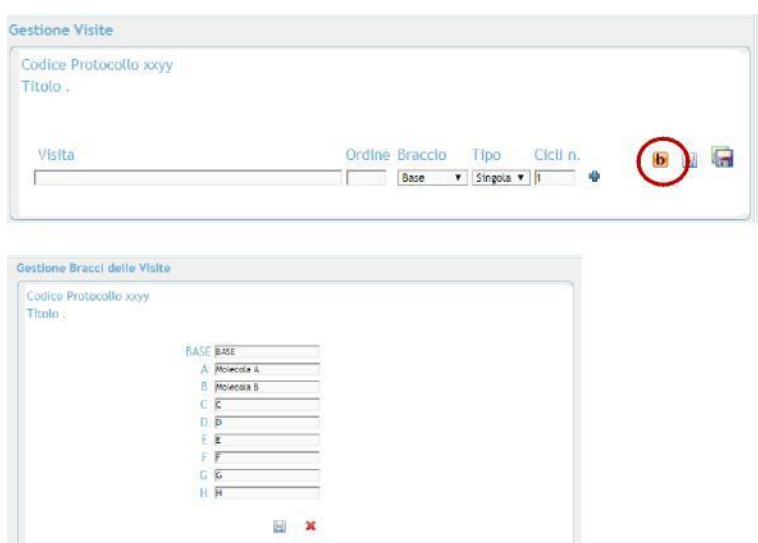 Gestione Visite
Codice Protocollo xxyy
Titolo .
Visita Ordine Braccio Tipo Cicli n.
Base Singola 1
b
Gestione Bracci delle Visite
Codice Protocollo xxyy
Titolo .
BASE BASE
A Molecola A
B Molecola B
C C
D D
E E
F F
G G
H H